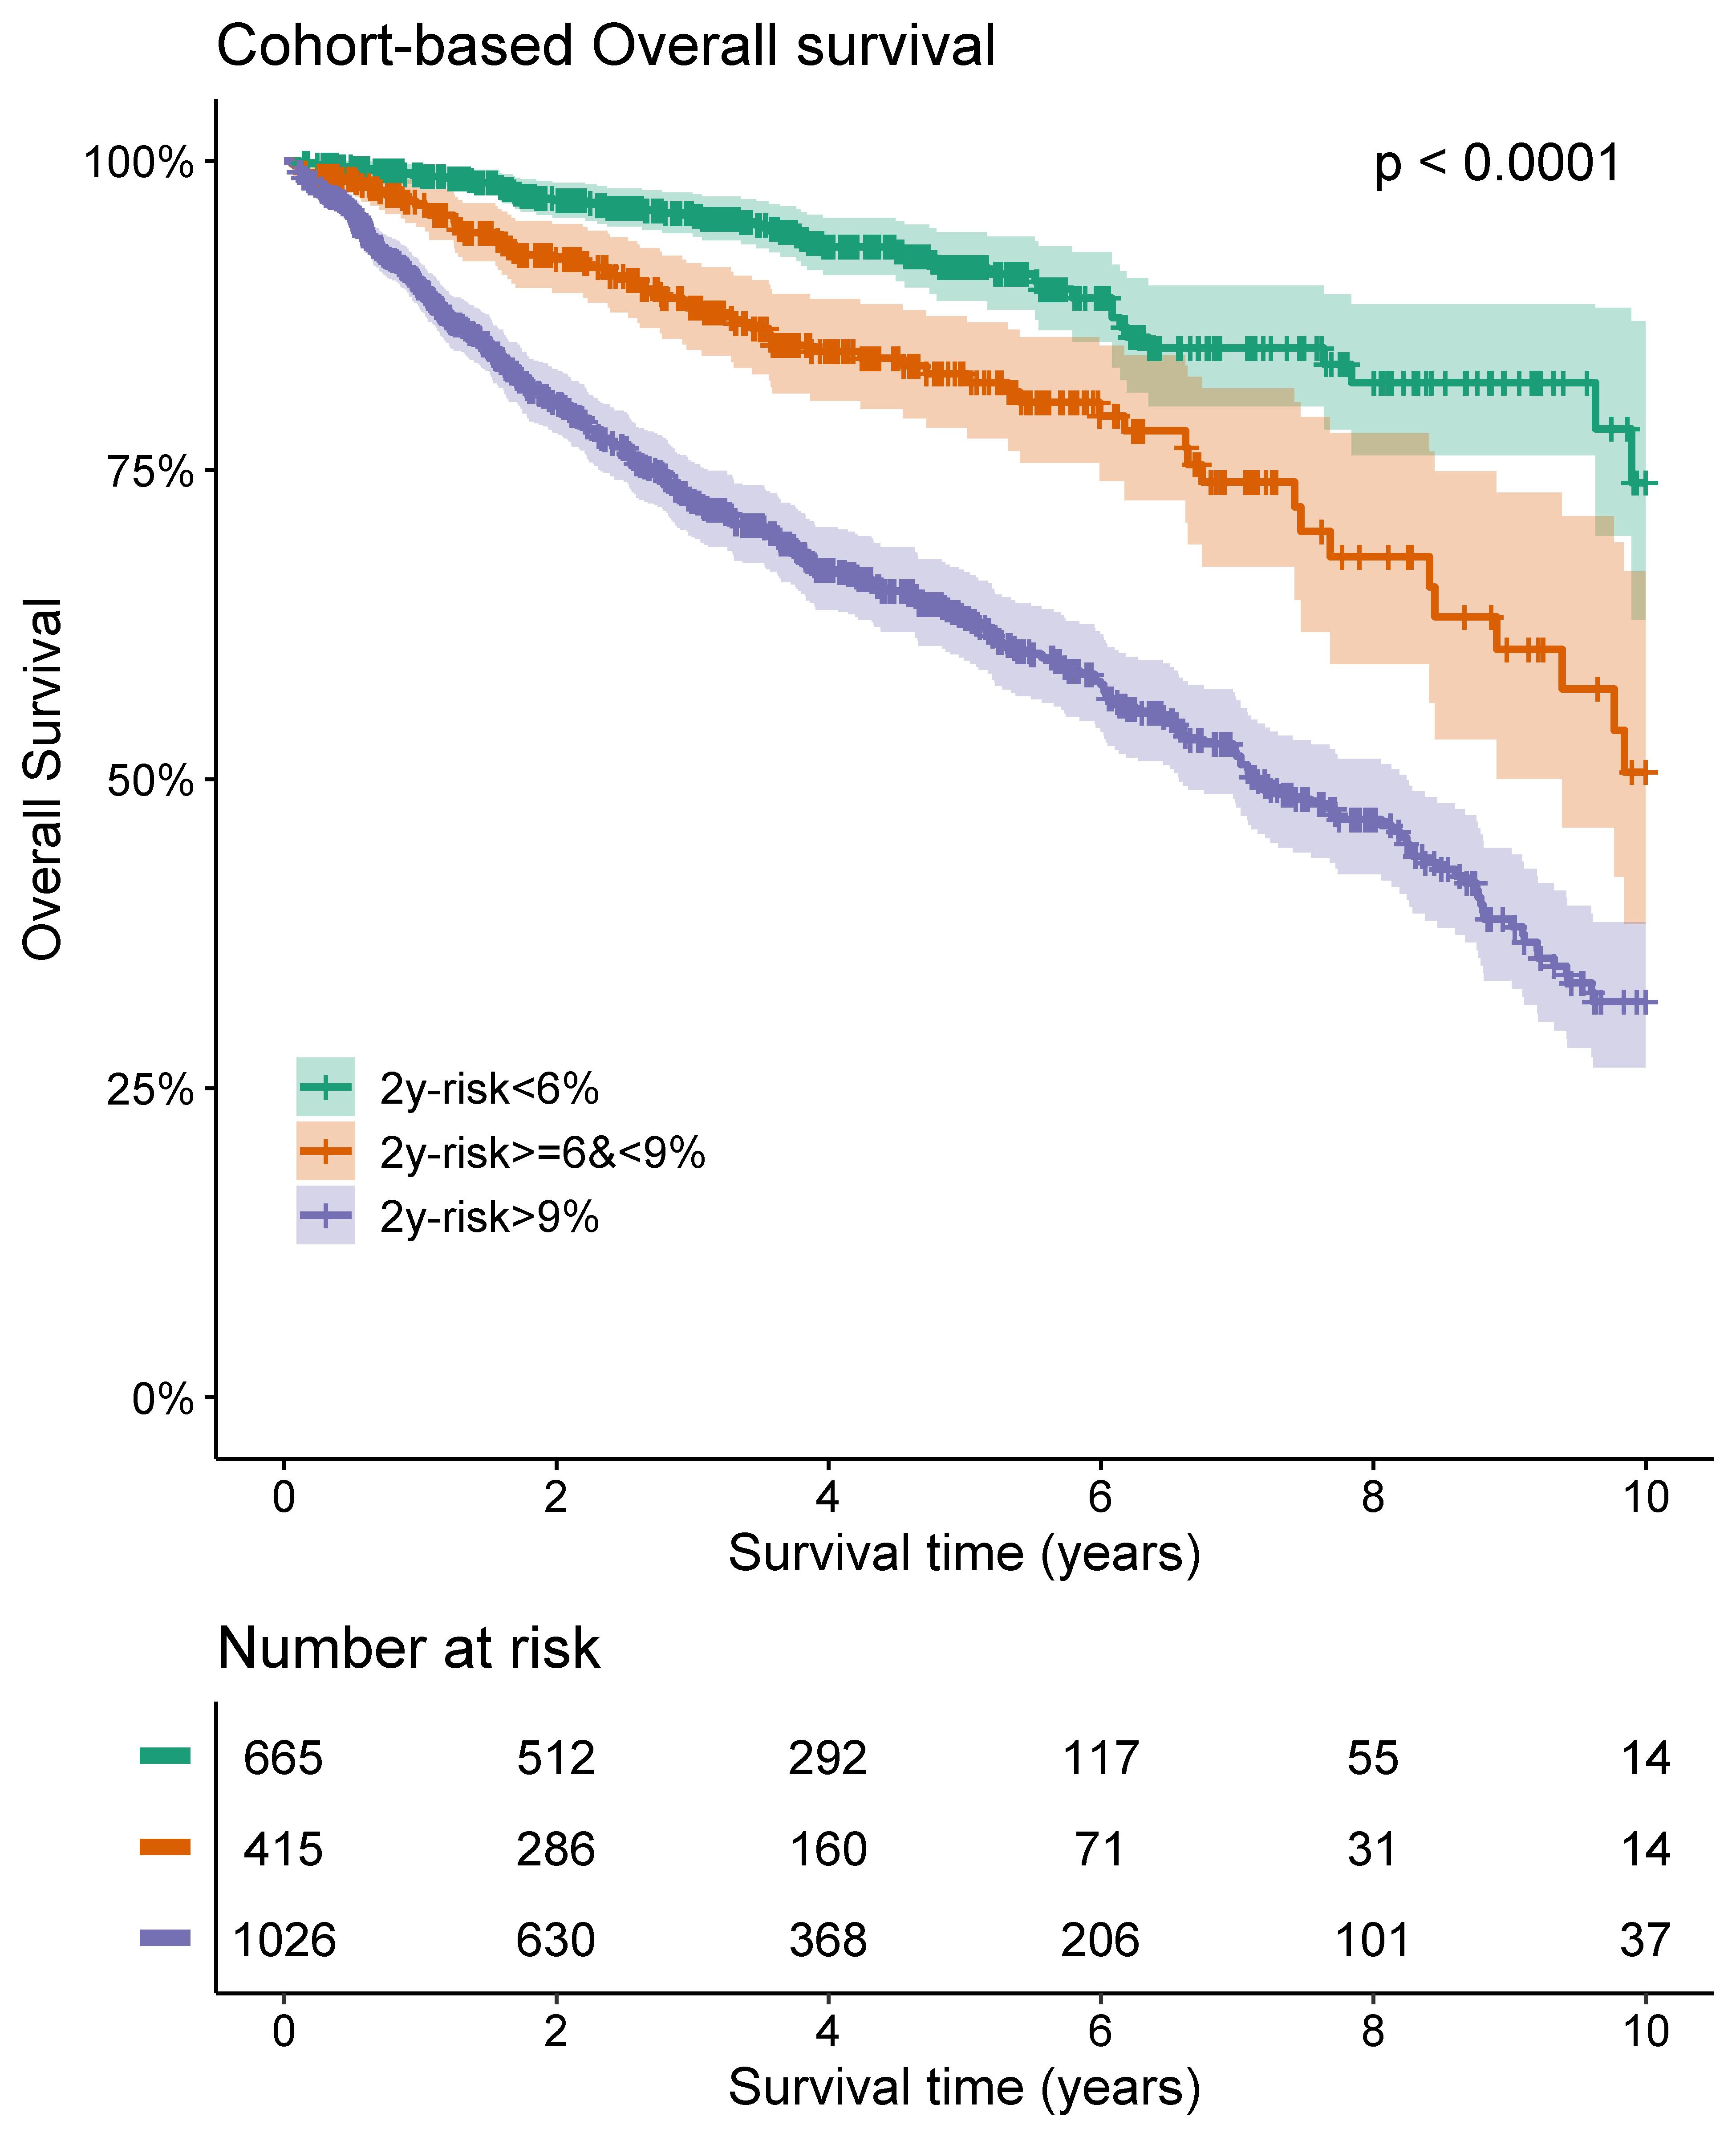 Cohort-based Overall survival
p < 0.0001
100%
75%
50%
25%
0%
Overall Survival
2y-risk<6%
2y-risk>=6&<9%
2y-risk>9%
0 2 4 6 8 10
Survival time (years)
Number at risk
665 512 292 117 55 14
415 286 160 71 31 14
1026 630 368 206 101 37
0 2 4 6 8 10
Survival time (years)